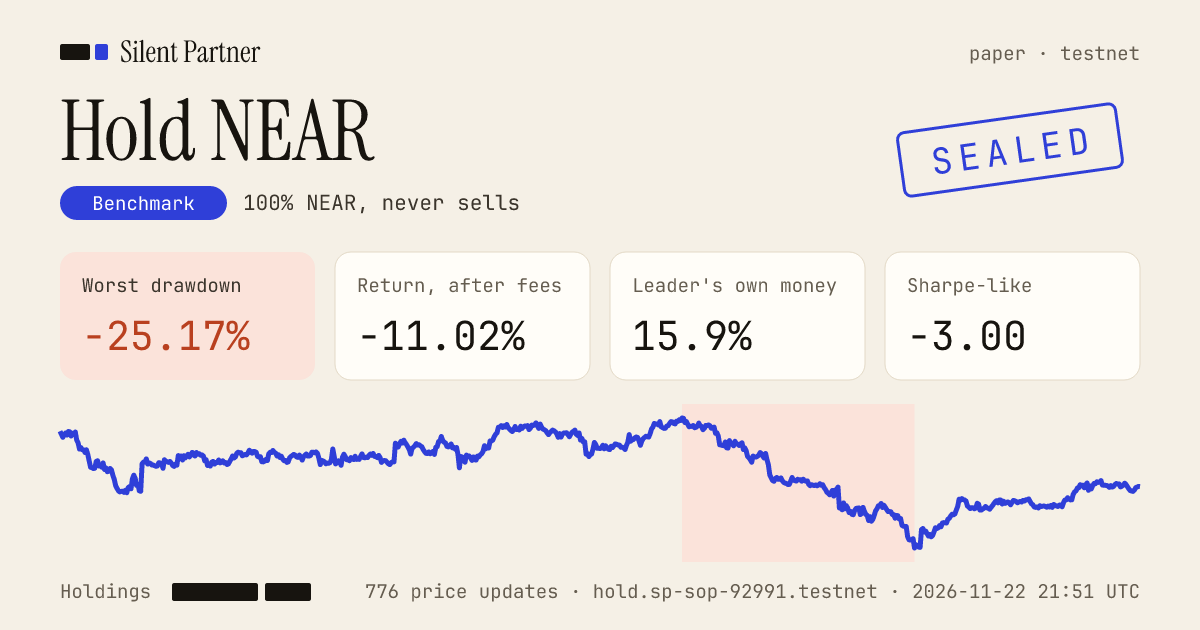 Silent Partner
paper · testnet
Hold NEAR
SEALED
Benchmark
100% NEAR, never sells
Worst drawdown
-25.17%
Return, after fees
-11.02%
Leader's own money
15.9%
Sharpe-like
-3.00
Holdings
776 price updates · hold.sp-sop-92991.testnet · 2026-11-22 21:51 UTC